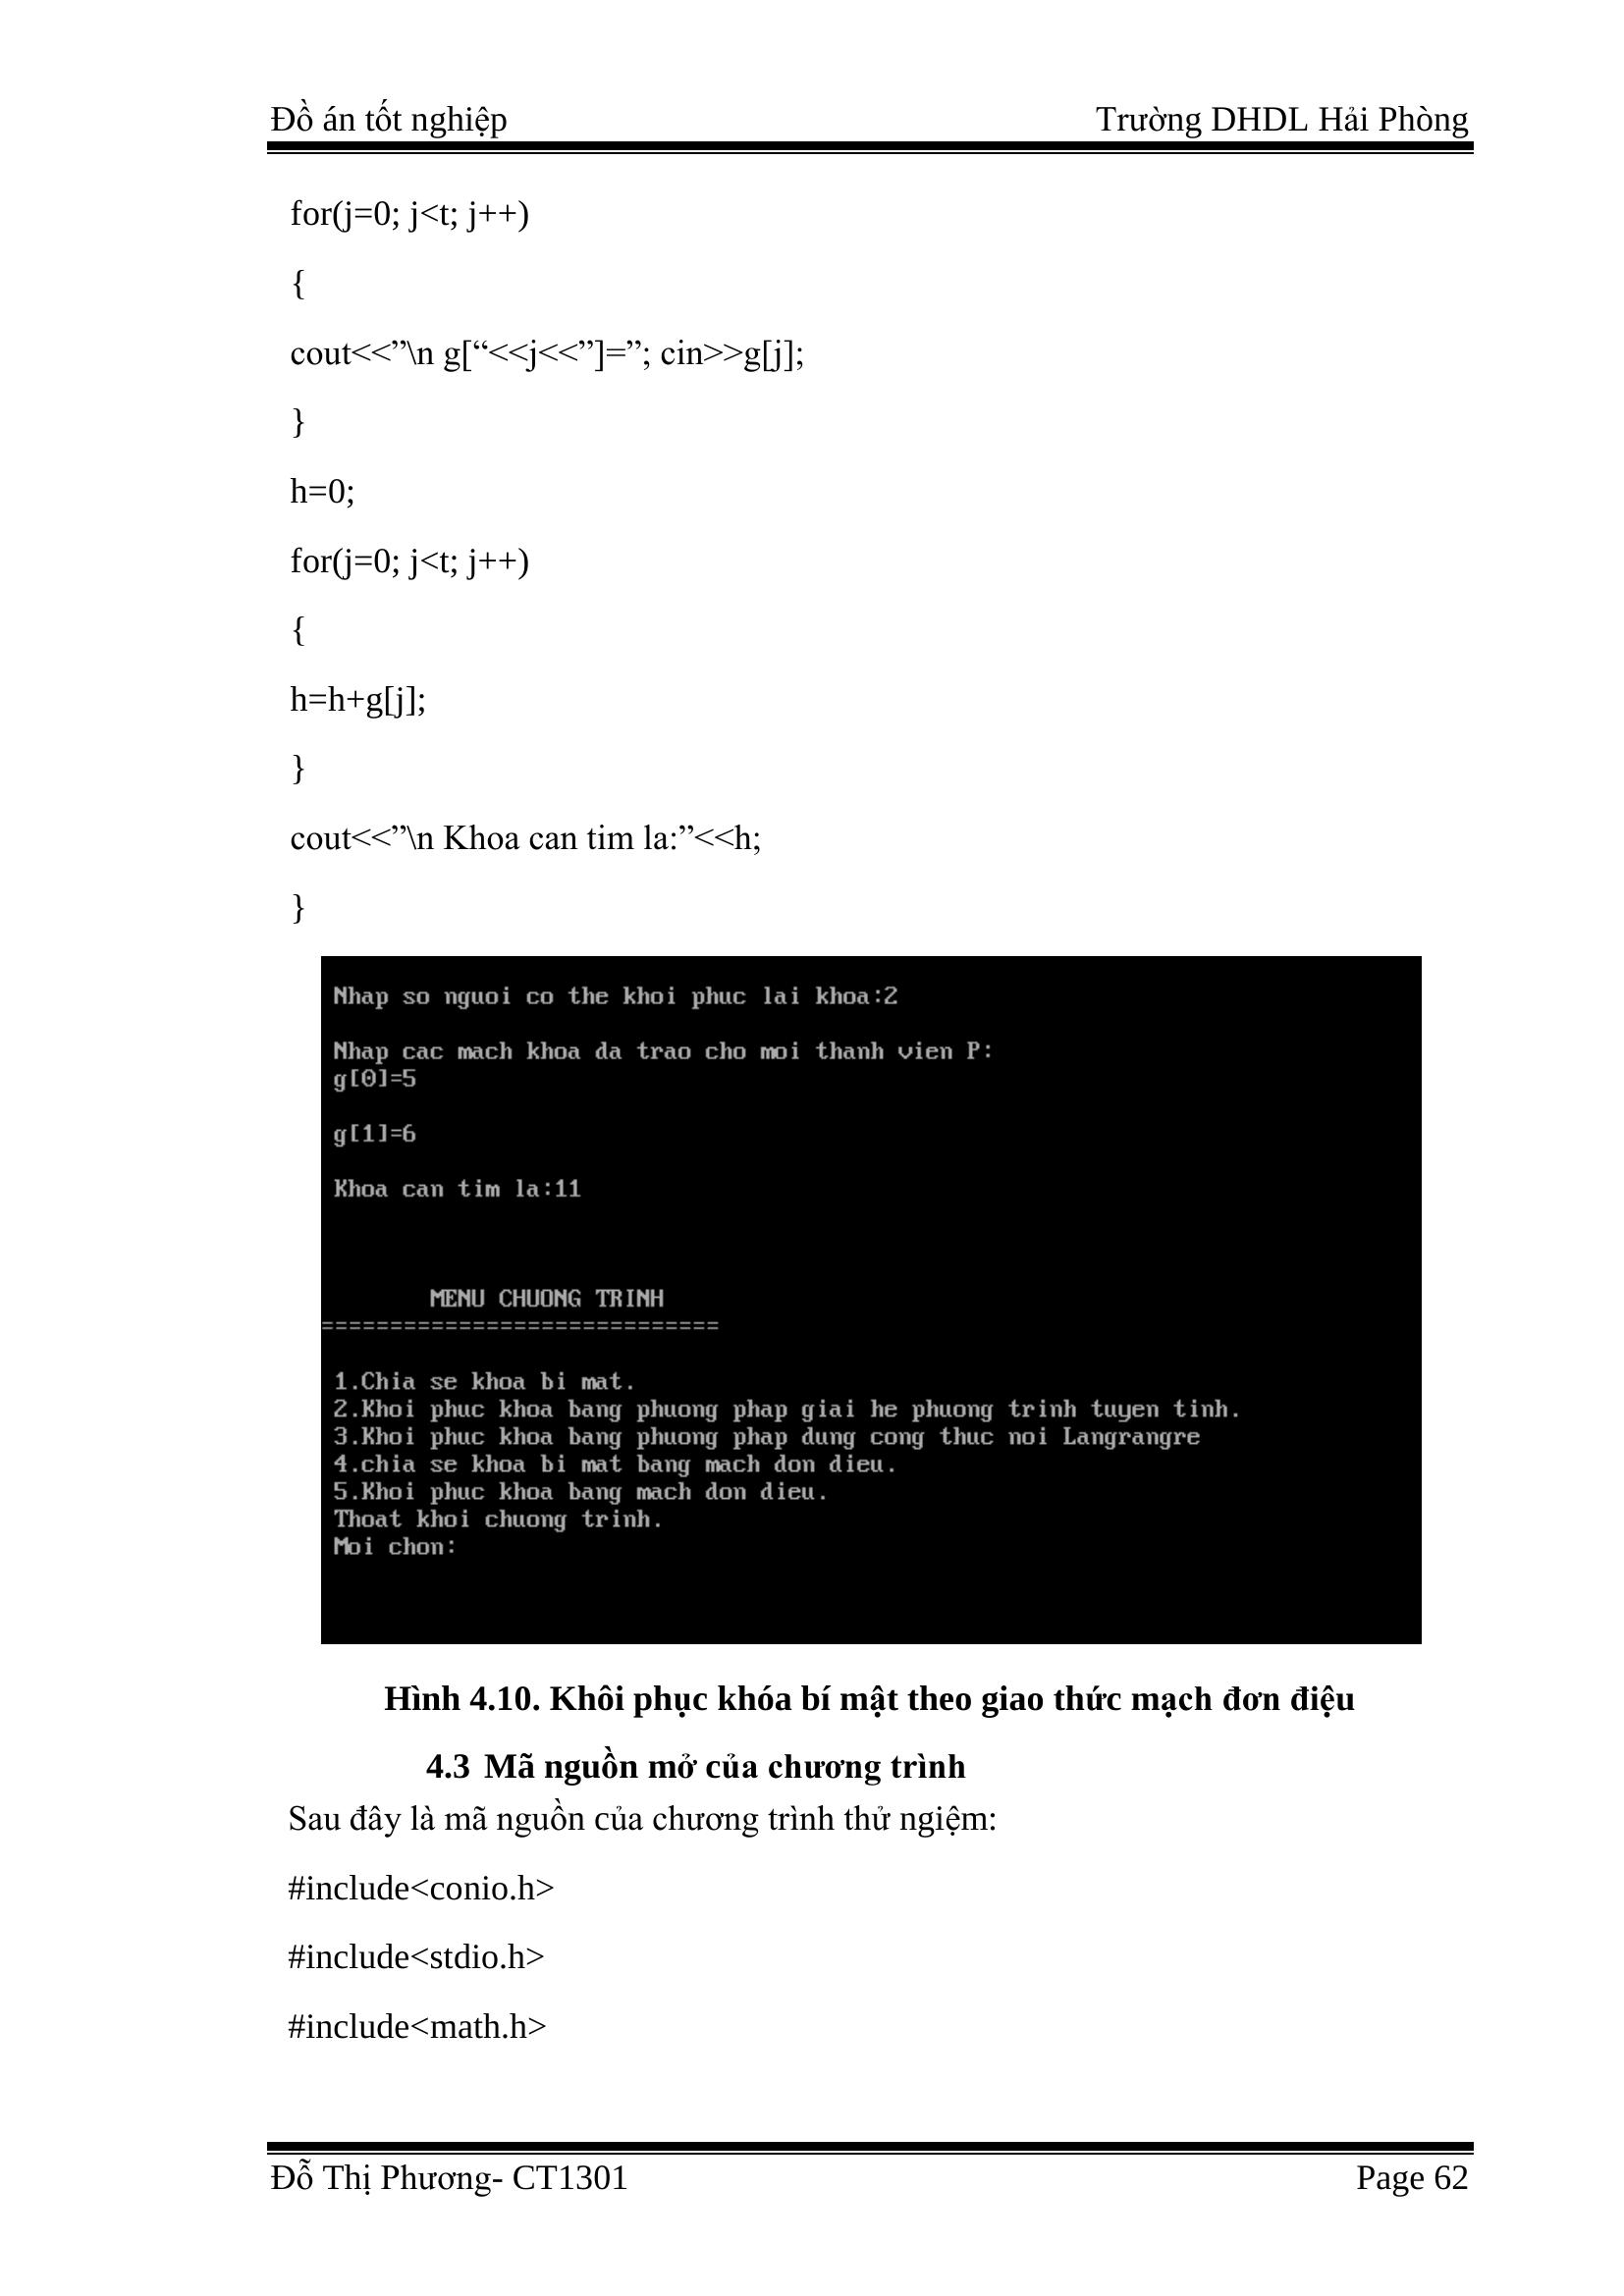 Đồ án tốt nghiệp Trường DHDL Hải Phòng
for(j=0; j<t; j++)
{
cout<<”\n g[“<<j<<”]=”; cin>>g[j];
}
h=0;
for(j=0; j<t; j++)
{
h=h+g[j];
}
cout<<”\n Khoa can tim la:”<<h;
}
Nhap so nguoi co the khoi phuc lai khoa:2
Nhap cac mach khoa da trao cho moi thanh vien P:
g[0]=5
g[1]=6
Khoa can tim la:11
MENU CHUONG TRINH
=============================
1.Chia se khoa bi mat.
2.Khoi phuc khoa bang phuong phap giai he phuong trinh tuyen tinh.
3.Khoi phuc khoa bang phuong phap dung cong thuc noi Langrangre
4.chia se khoa bi mat bang mach don dieu.
5.Khoi phuc khoa bang mach don dieu.
Thoat khoi chuong trinh.
Moi chon:
Hình 4.10. Khôi phục khóa bí mật theo giao thức mạch đơn điệu
4.3 Mã nguồn mở của chương trình
Sau đây là mã nguồn của chương trình thử ngiệm:
#include<conio.h>
#include<stdio.h>
#include<math.h>
Đỗ Thị Phương- CT1301 Page 62